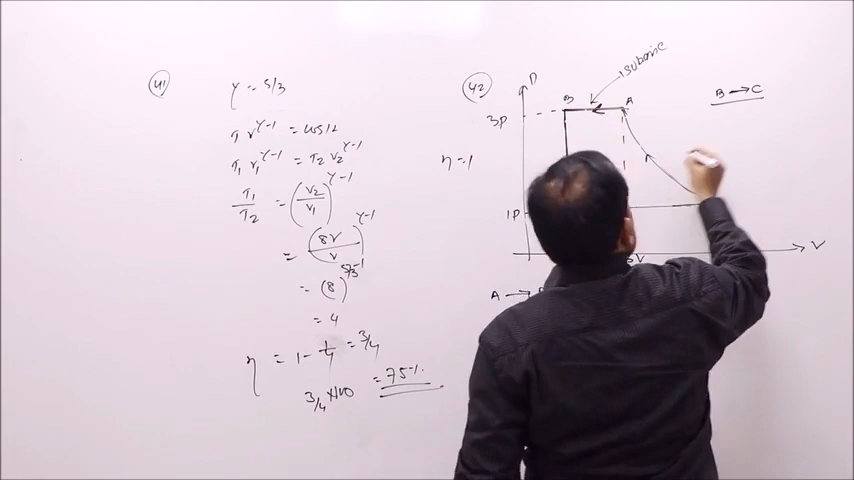 41
γ = 5/3
T V^γ-1 = const
T1 V1^γ-1 = T2 V2^γ-1
T1/T2 = (V2/V1)^γ-1
= (8V/V)^γ-1
= (8)^5/3-1
= 4
η = 1 - 1/4 = 3/4
3/4 × 100 = 75%
42
n = 1
P
isobaric
B A
3P
B → C
1P
V
A →